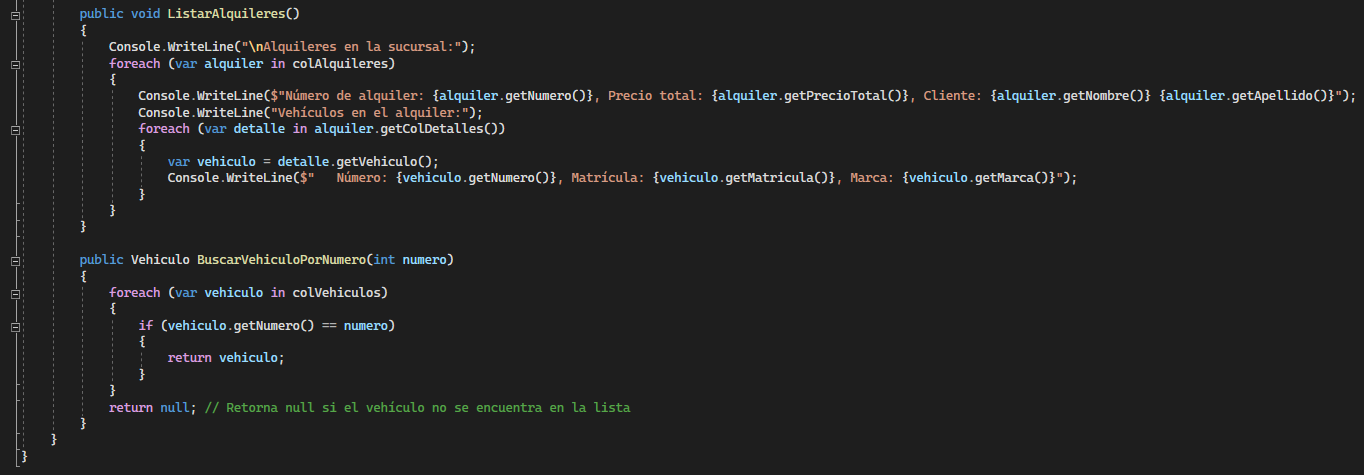 public void ListarAlquileres()
{
Console.WriteLine("\nAlquileres en la sucursal:");
foreach (var alquiler in colAlquileres)
{
Console.WriteLine($"Número de alquiler: {alquiler.getNumero()}, Precio total: {alquiler.getPrecioTotal()}, Cliente: {alquiler.getNombre()} {alquiler.getApellido()}");
Console.WriteLine("Vehiculos en el alquiler:");
foreach (var detalle in alquiler.getColDetalles())
{
var vehiculo = detalle.getVehiculo();
Console.WriteLine($"   Número: {vehiculo.getNumero()}, Matrícula: {vehiculo.getMatricula()}, Marca: {vehiculo.getMarca()}");
}
}
}
public Vehiculo BuscarVehiculoPorNumero(int numero)
{
foreach (var vehiculo in colVehiculos)
{
if (vehiculo.getNumero() == numero)
{
return vehiculo;
}
}
return null; // Retorna null si el vehículo no se encuentra en la lista
}
}
}